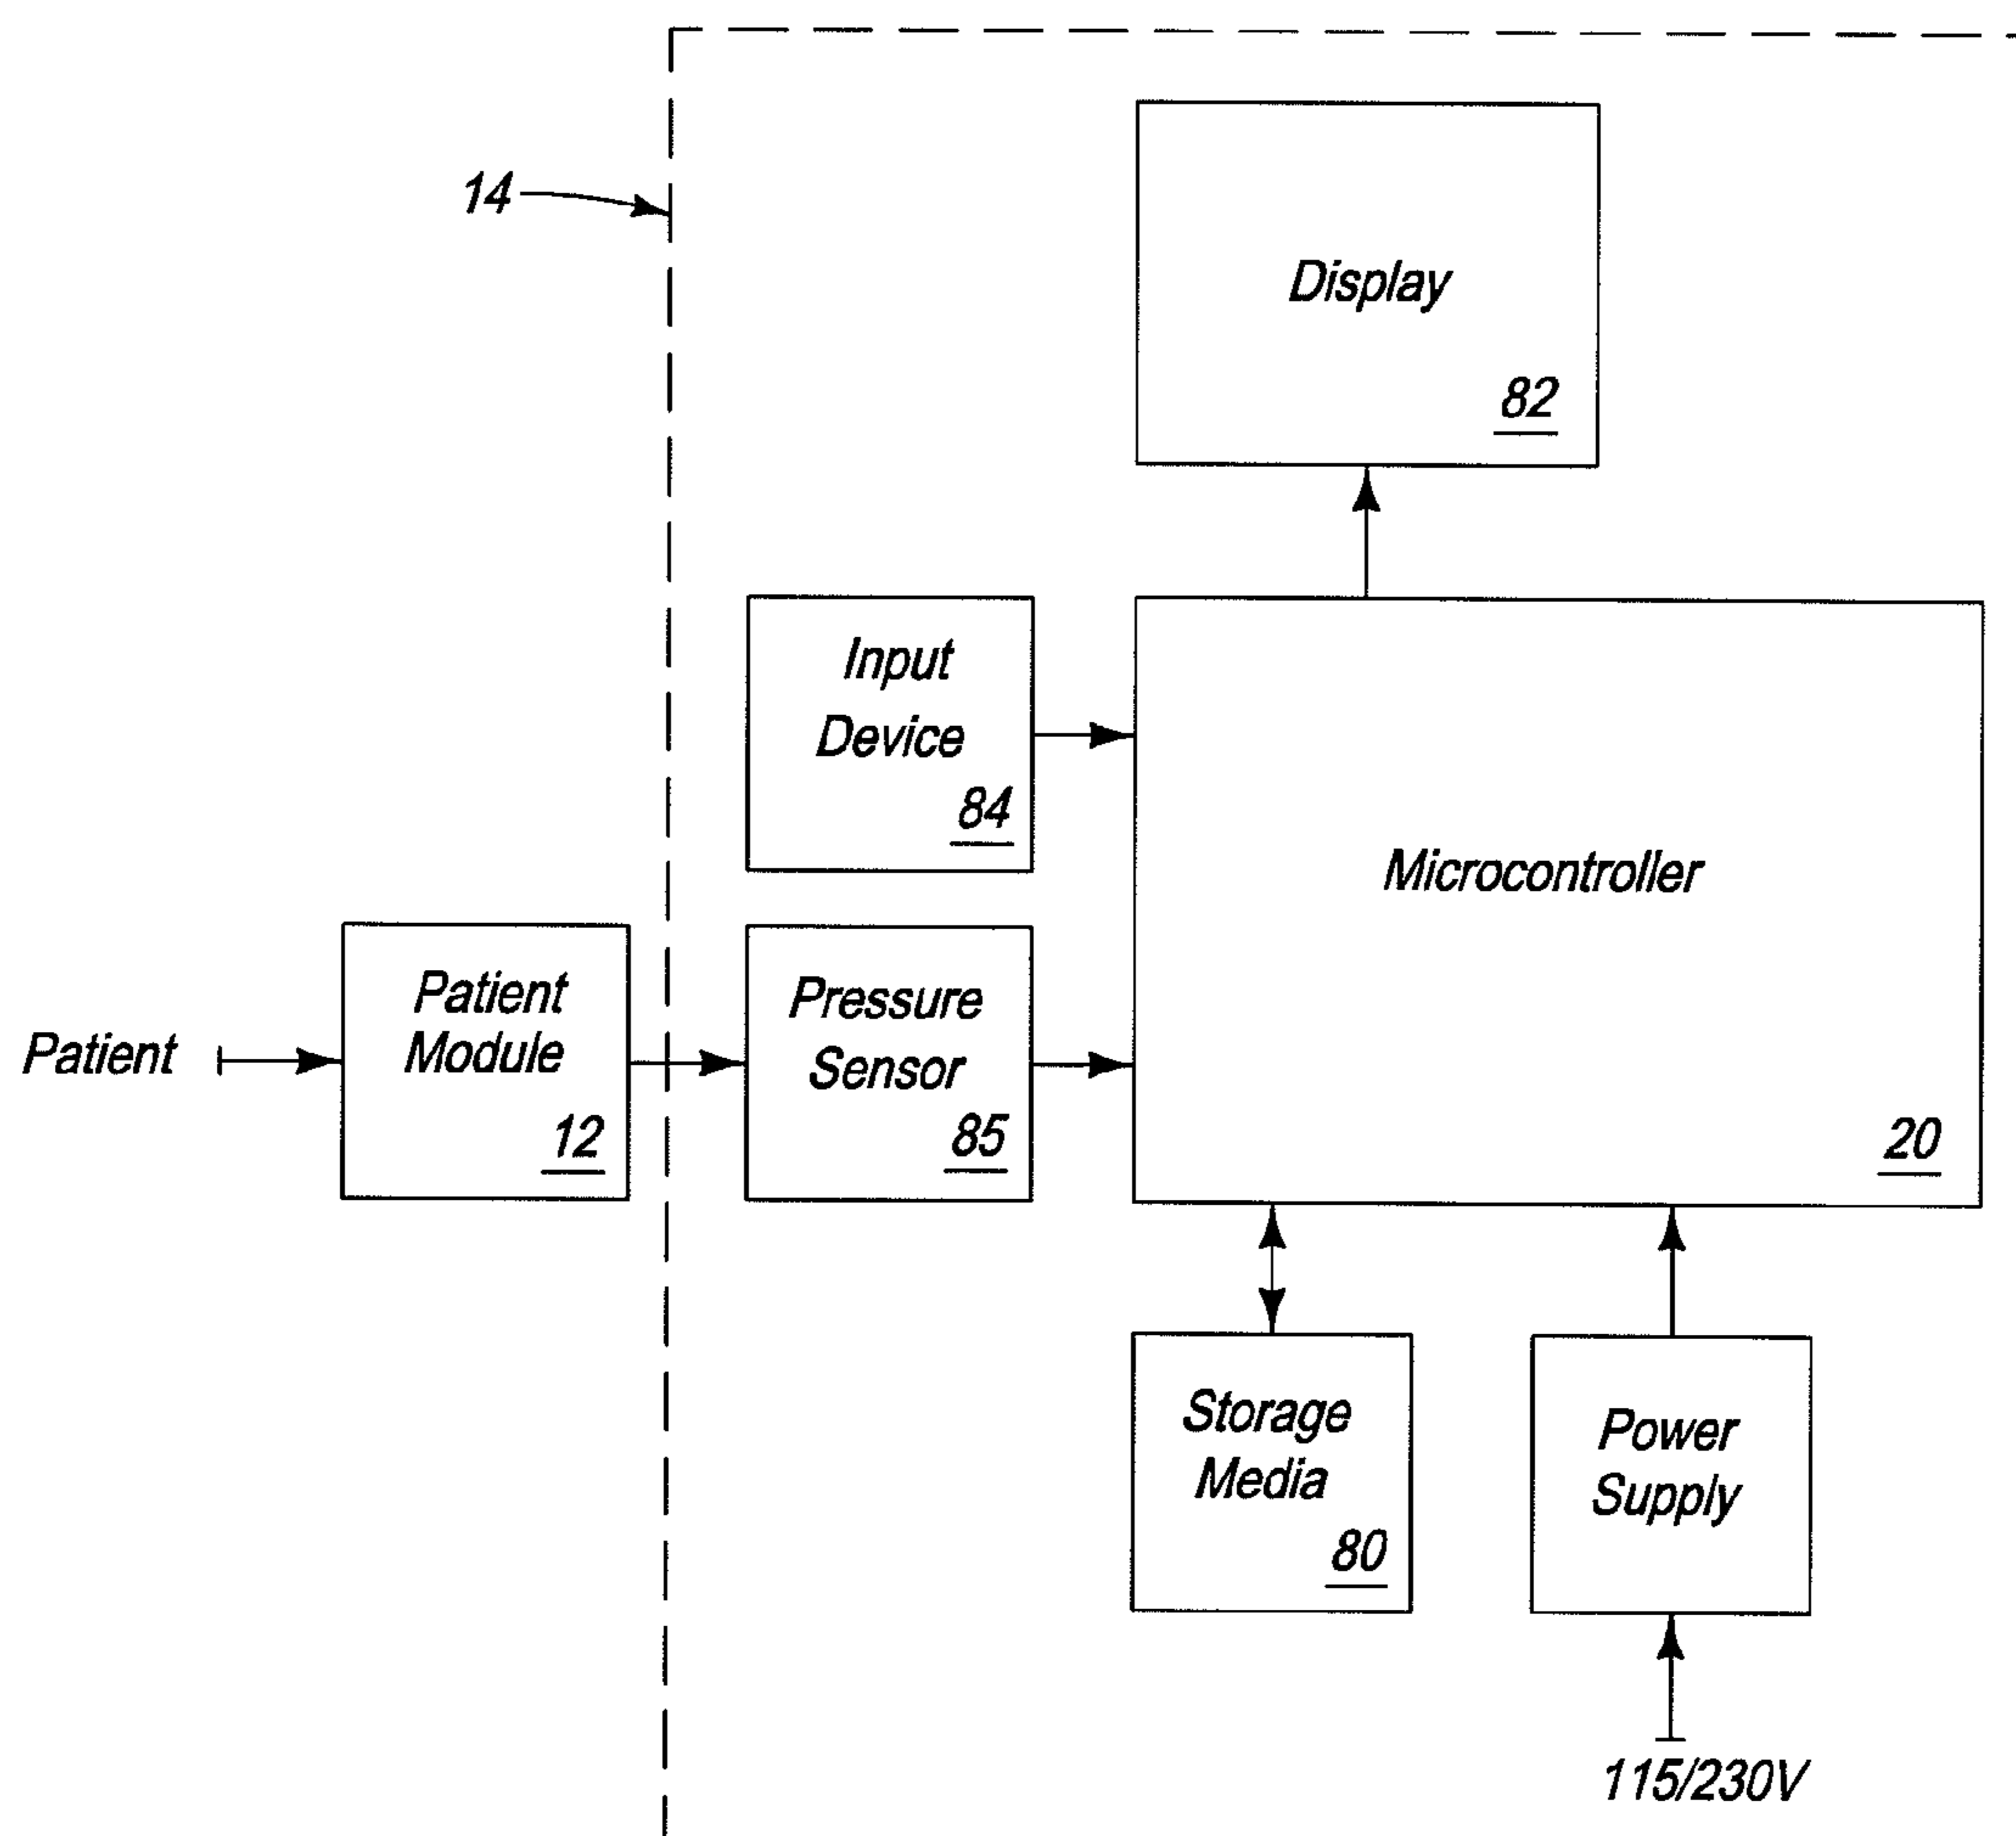 14
Display
82
Input
Device
84
Microcontroller
20
Patient
Patient
Module
12
Pressure
Sensor
85
Storage
Media
80
Power
Supply
115/230V